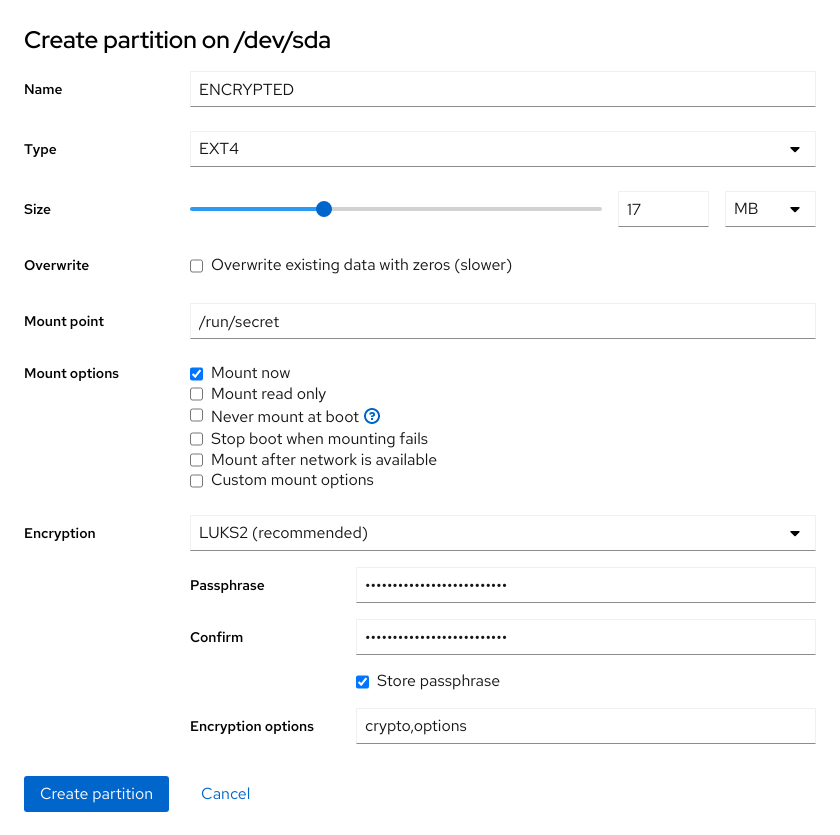 Create partition on /dev/sda
Name
ENCRYPTED
Type
EXT4
Size
17
MB
Overwrite
Overwrite existing data with zeros (slower)
Mount point
/run/secret
Mount options
Mount now
Mount read only
Never mount at boot ?
Stop boot when mounting fails
Mount after network is available
Custom mount options
Encryption
LUKS2 (recommended)
Passphrase
••••••••••••••••••••••••••
Confirm
••••••••••••••••••••••••••
Store passphrase
Encryption options
crypto,options
Create partition
Cancel